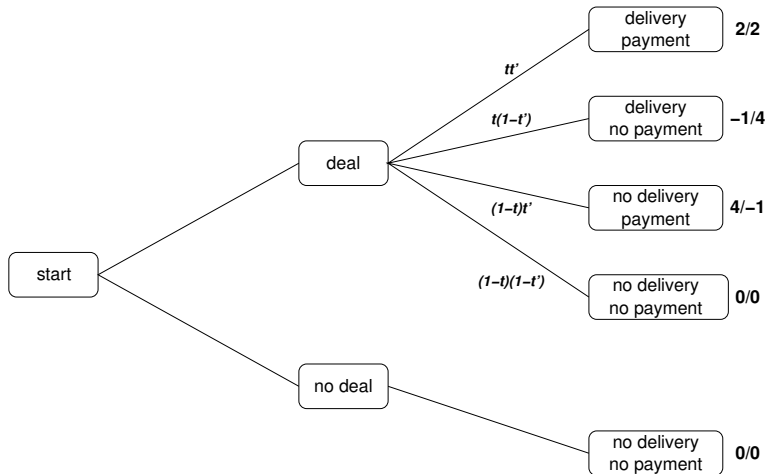 delivery
payment
2/2
tt'
delivery
no payment
−1/4
t(1−t')
deal
no delivery
payment
4/−1
(1−t)t'
start
(1−t)(1−t')
no delivery
no payment
0/0
no deal
no delivery
no payment
0/0